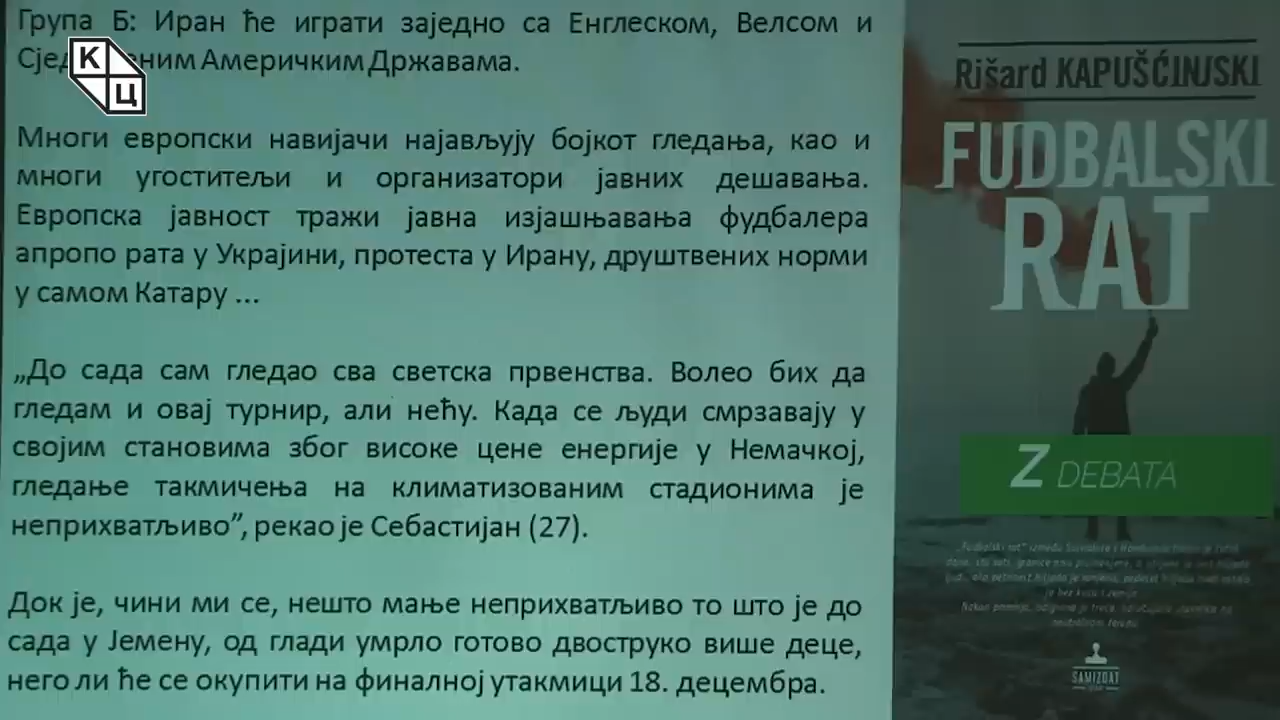 Група Б: Иран ће играти заједно са Енглеском, Велсом и
Америчким Државама.
К
Ц
Многи европски навијачи најављују бојкот гледања, као и
многи угоститељи и организатори јавних дешавања.
Европска јавност тражи јавна изјашњавања фудбалера
апропо рата у Украјини, протеста у Ирану, друштвених норми
у самом Катару ...
„До сада сам гледао сва светска првенства. Волео бих да
гледам и овај турнир, али нећу. Када се људи смрзавају у
својим становима због високе цене енергије у Немачкој,
гледање такмичења на климатизованим стадионима је
неприхватљиво”, рекао је Себастијан (27).
Док је, чини ми се, нешто мање неприхватљиво то што је до
сада у Јемену, од глади умрло готово двоструко више деце,
него ли ће се окупити на финалној утакмици 18. децембра.
Rišard KAPUŠĆINJSKI
FUDBALSKI
RAT
Z DEBATA
SAMIZDAT